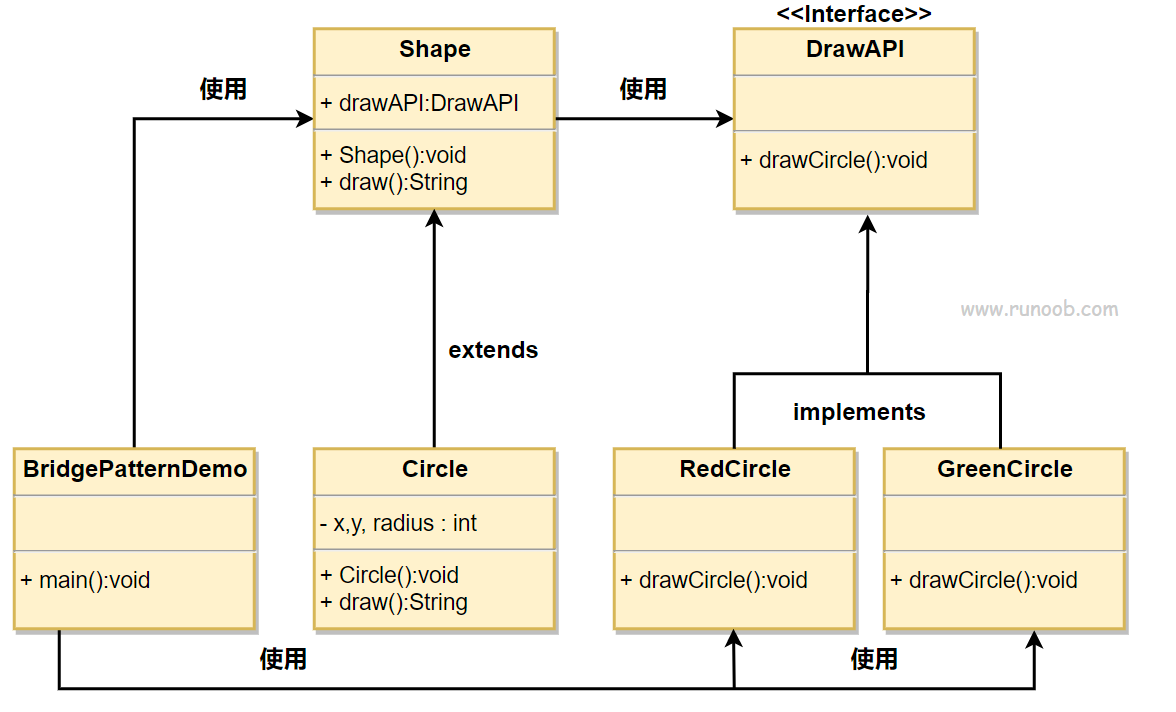 <<Interface>>
Shape
+ drawAPI:DrawAPI
+ Shape():void
+ draw():String
DrawAPI
+ drawCircle():void
使用
使用
www.runoob.com
extends
implements
BridgePatternDemo
+ main():void
Circle
- x,y, radius : int
+ Circle():void
+ draw():String
RedCircle
+ drawCircle():void
GreenCircle
+ drawCircle():void
使用
使用